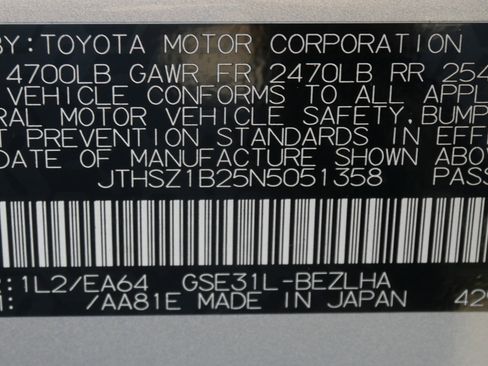 BY: TOYOTA MOTOR CORPORATION
4700LB GAWR FR 2470LB RR 254
VEHICLE CONFORMS TO ALL APPL
RAL MOTOR VEHICLE SAFETY, BUMP
T PREVENTION STANDARDS IN EFFE
DATE OF MANUFACTURE SHOWN ABO
JTHSZ1B25N5051358 PASS
: 1L2/EA64 GSE31L-BEZLHA
: /AA81E MADE IN JAPAN 429